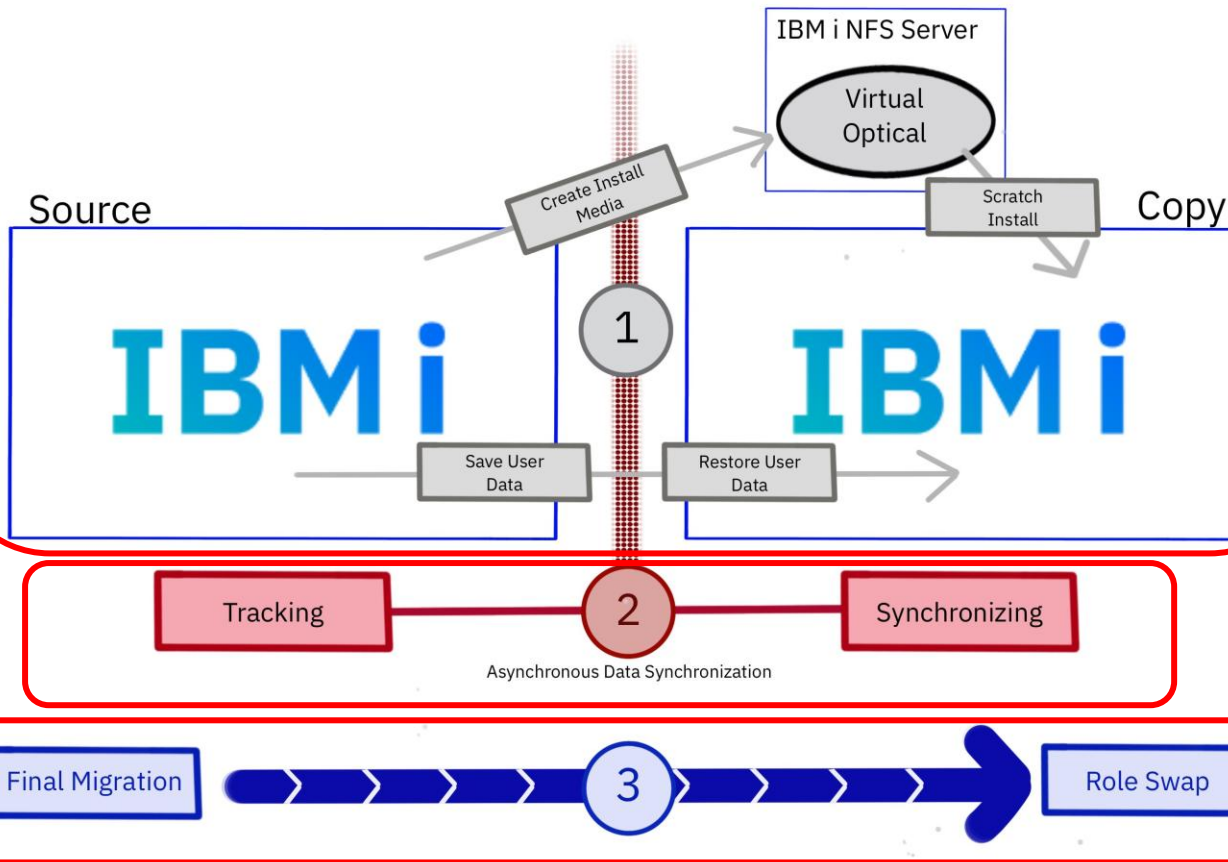 IBM i NFS Server
Virtual
Optical
Create Install
Media
Scratch
Install
Source
Copy
1
IBM i
IBM i
Save User
Data
Restore User
Data
Tracking
2
Synchronizing
Asynchronous Data Synchronization
Final Migration
3
Role Swap